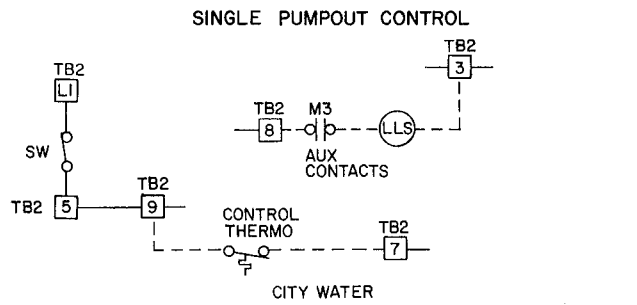 SINGLE PUMPOUT CONTROL
TB2
3
TB2
L1
TB2
8
M3
LLS
AUX
CONTACTS
SW
TB2
5
TB2
9
CONTROL
THERMO
TB2
7
CITY WATER